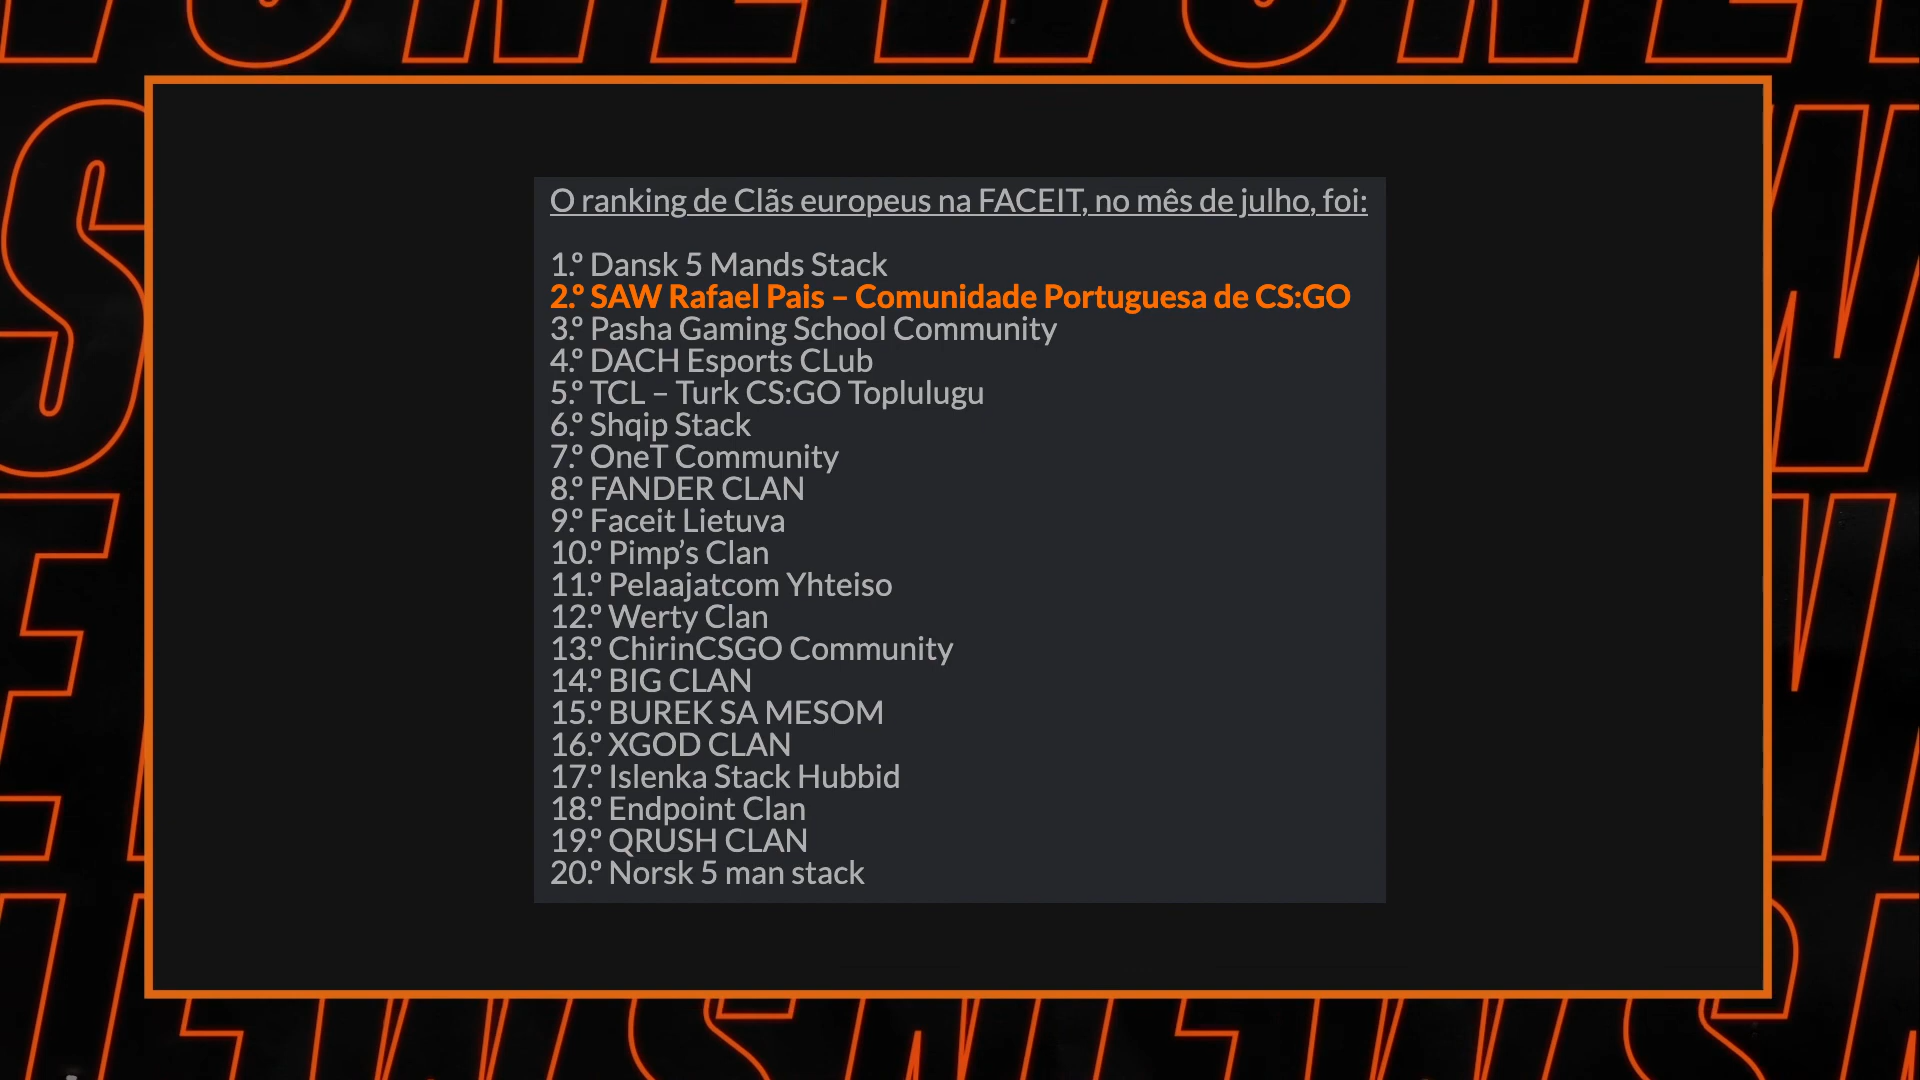 O ranking de Clãs europeus na FACEIT, no mês de julho, foi:
1.º Dansk 5 Mands Stack
2.º SAW Rafael Pais – Comunidade Portuguesa de CS:GO
3.º Pasha Gaming School Community
4.º DACH Esports CLub
5.º TCL – Turk CS:GO Toplulugu
6.º Shqip Stack
7.º OneT Community
8.º FANDER CLAN
9.º Faceit Lietuva
10.º Pimp’s Clan
11.º Pelaajatcom Yhteiso
12.º Werty Clan
13.º ChirinCSGO Community
14.º BIG CLAN
15.º BUREK SA MESOM
16.º XGOD CLAN
17.º Islenka Stack Hubbid
18.º Endpoint Clan
19.º QRUSH CLAN
20.º Norsk 5 man stack